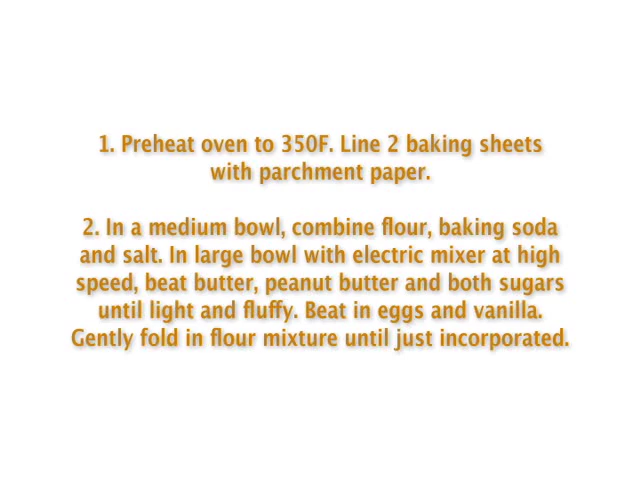 1. Preheat oven to 350F. Line 2 baking sheets
with parchment paper.
2. In a medium bowl, combine flour, baking soda
and salt. In large bowl with electric mixer at high
speed, beat butter, peanut butter and both sugars
until light and fluffy. Beat in eggs and vanilla.
Gently fold in flour mixture until just incorporated.